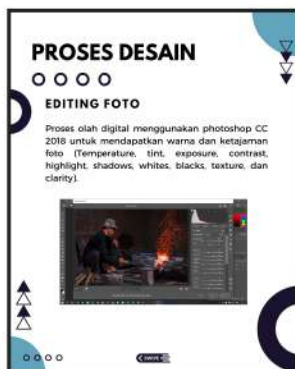 PROSES DESAIN
EDITING FOTO
Proses olah digital menggunakan photoshop CC
2018 untuk mendapatkan warna dan ketajaman
foto (Temperature, tint, exposure, contrast,
highlight, shadows, whites, blacks, texture, dan
clarity).
SWIPE